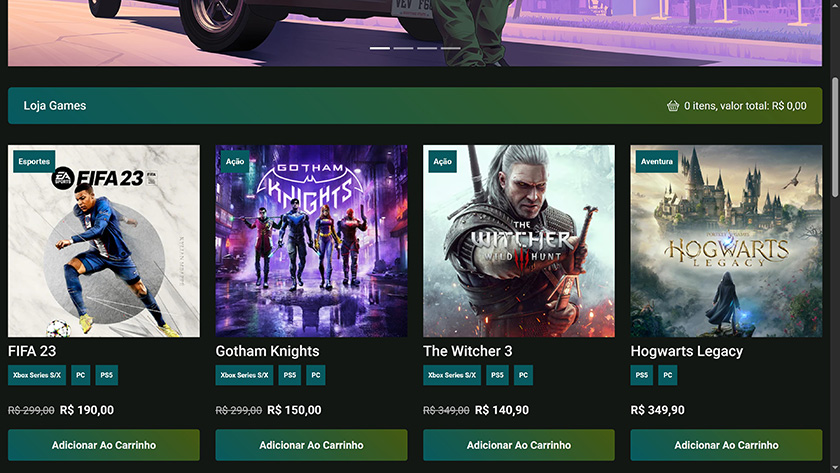 Loja Games
0 itens, valor total: R$ 0,00
Esportes
EA SPORTS
FIFA 23
Ação
GOTHAM
KNIGHTS
Ação
THE
WITCHER
WILD HUNT
Aventura
HOGWARTS
LEGACY
FIFA 23
Gotham Knights
The Witcher 3
Hogwarts Legacy
Xbox Series S/X PC PS5
Xbox Series S/X PS5 PC
Xbox Series S/X PS5 PC
PS5 PC
R$ 299,00 R$ 190,00
R$ 299,00 R$ 150,00
R$ 349,00 R$ 140,90
R$ 349,90
Adicionar Ao Carrinho
Adicionar Ao Carrinho
Adicionar Ao Carrinho
Adicionar Ao Carrinho